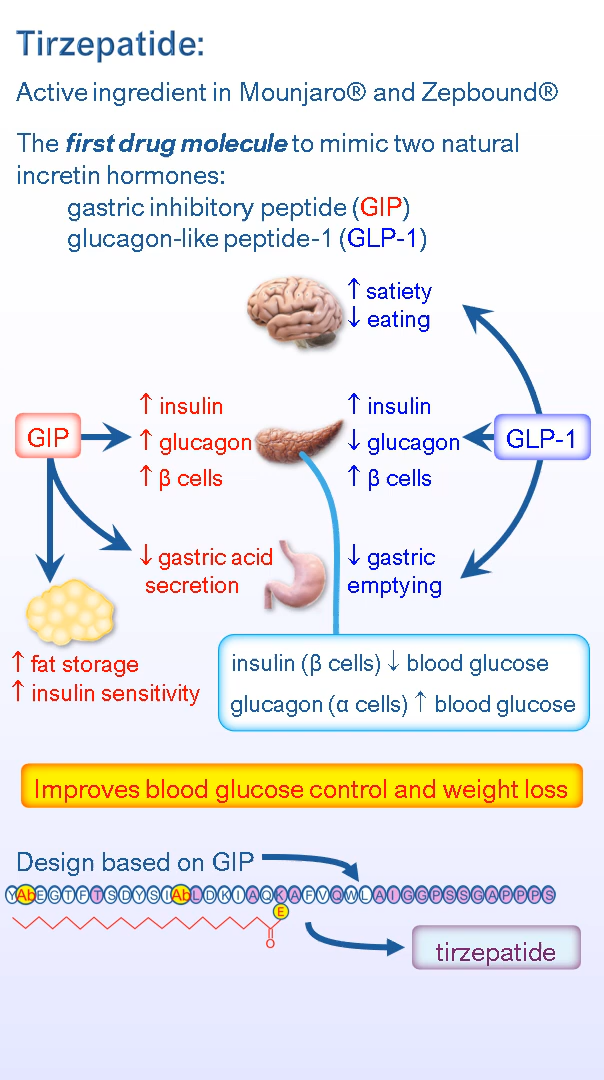 Tirzepatide:
Active ingredient in Mounjaro® and Zepbound®
The first drug molecule to mimic two natural
incretin hormones:
gastric inhibitory peptide (GIP)
glucagon-like peptide-1 (GLP-1)
↑ satiety
↓ eating
GIP
↑ insulin
↑ glucagon
↑ β cells
↑ insulin
↓ glucagon
↑ β cells
GLP-1
↓ gastric acid
secretion
↓ gastric
emptying
↑ fat storage
↑ insulin sensitivity
insulin (β cells) ↓ blood glucose
glucagon (α cells) ↑ blood glucose
Improves blood glucose control and weight loss
Design based on GIP
YAbEGTFTSDYSIAbLDKIAQKAFVQWLAIGGPSSGAPPPS
E
O
tirzepatide